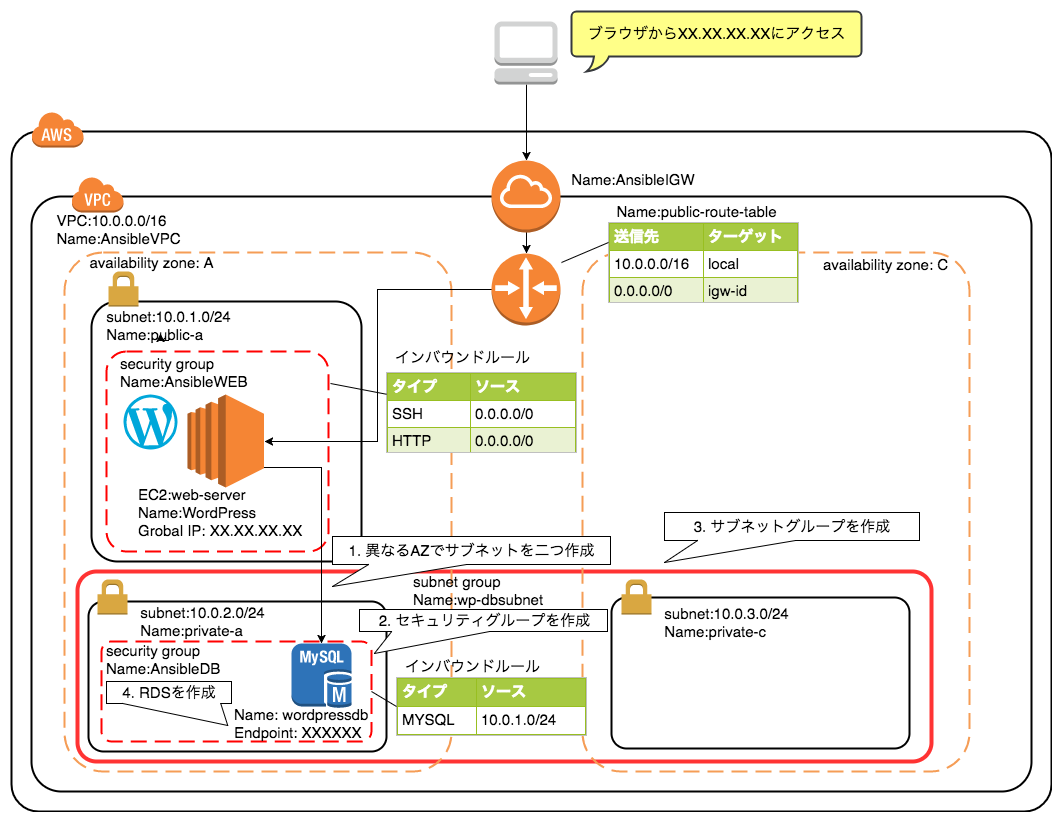 ブラウザからXX.XX.XX.XXにアクセス
AWS
Name:AnsibleIGW
VPC
VPC:10.0.0.0/16
Name:AnsibleVPC
Name:public-route-table
送信先 ターゲット
10.0.0.0/16 local
0.0.0.0/0 igw-id
availability zone: A
availability zone: C
subnet:10.0.1.0/24
Name:public-a
security group
Name:AnsibleWEB
インバウンドルール
タイプ ソース
SSH 0.0.0.0/0
HTTP 0.0.0.0/0
W
EC2:web-server
Name:WordPress
Grobal IP: XX.XX.XX.XX
3. サブネットグループを作成
1. 異なるAZでサブネットを二つ作成
subnet group
Name:wp-dbsubnet
subnet:10.0.2.0/24
Name:private-a
2. セキュリティグループを作成
subnet:10.0.3.0/24
Name:private-c
security group
Name:AnsibleDB
MySQL
M
インバウンドルール
タイプ ソース
MYSQL 10.0.1.0/24
4. RDSを作成
Name: wordpressdb
Endpoint: XXXXXX